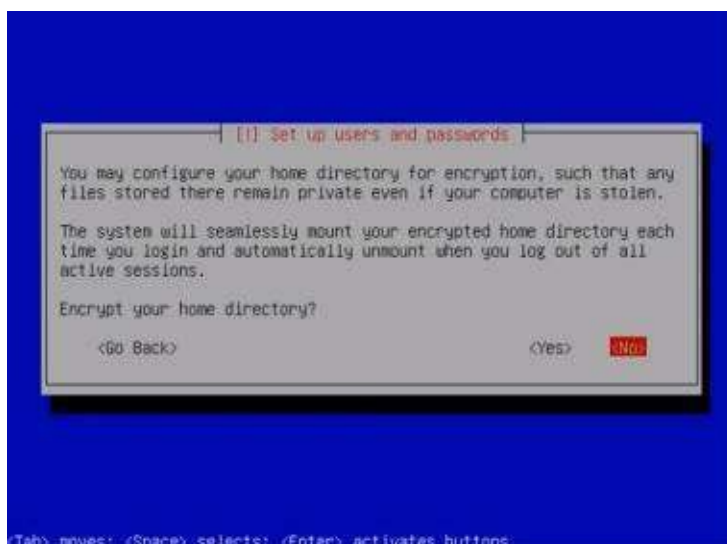 [!] Set up users and passwords
You may configure your home directory for encryption, such that any
files stored there remain private even if your computer is stolen.
The system will seamlessly mount your encrypted home directory each
time you login and automatically unmount when you log out of all
active sessions.
Encrypt your home directory?
<Go Back> <Yes> <No>
<Tab> moves; <Space> selects; <Enter> activates buttons